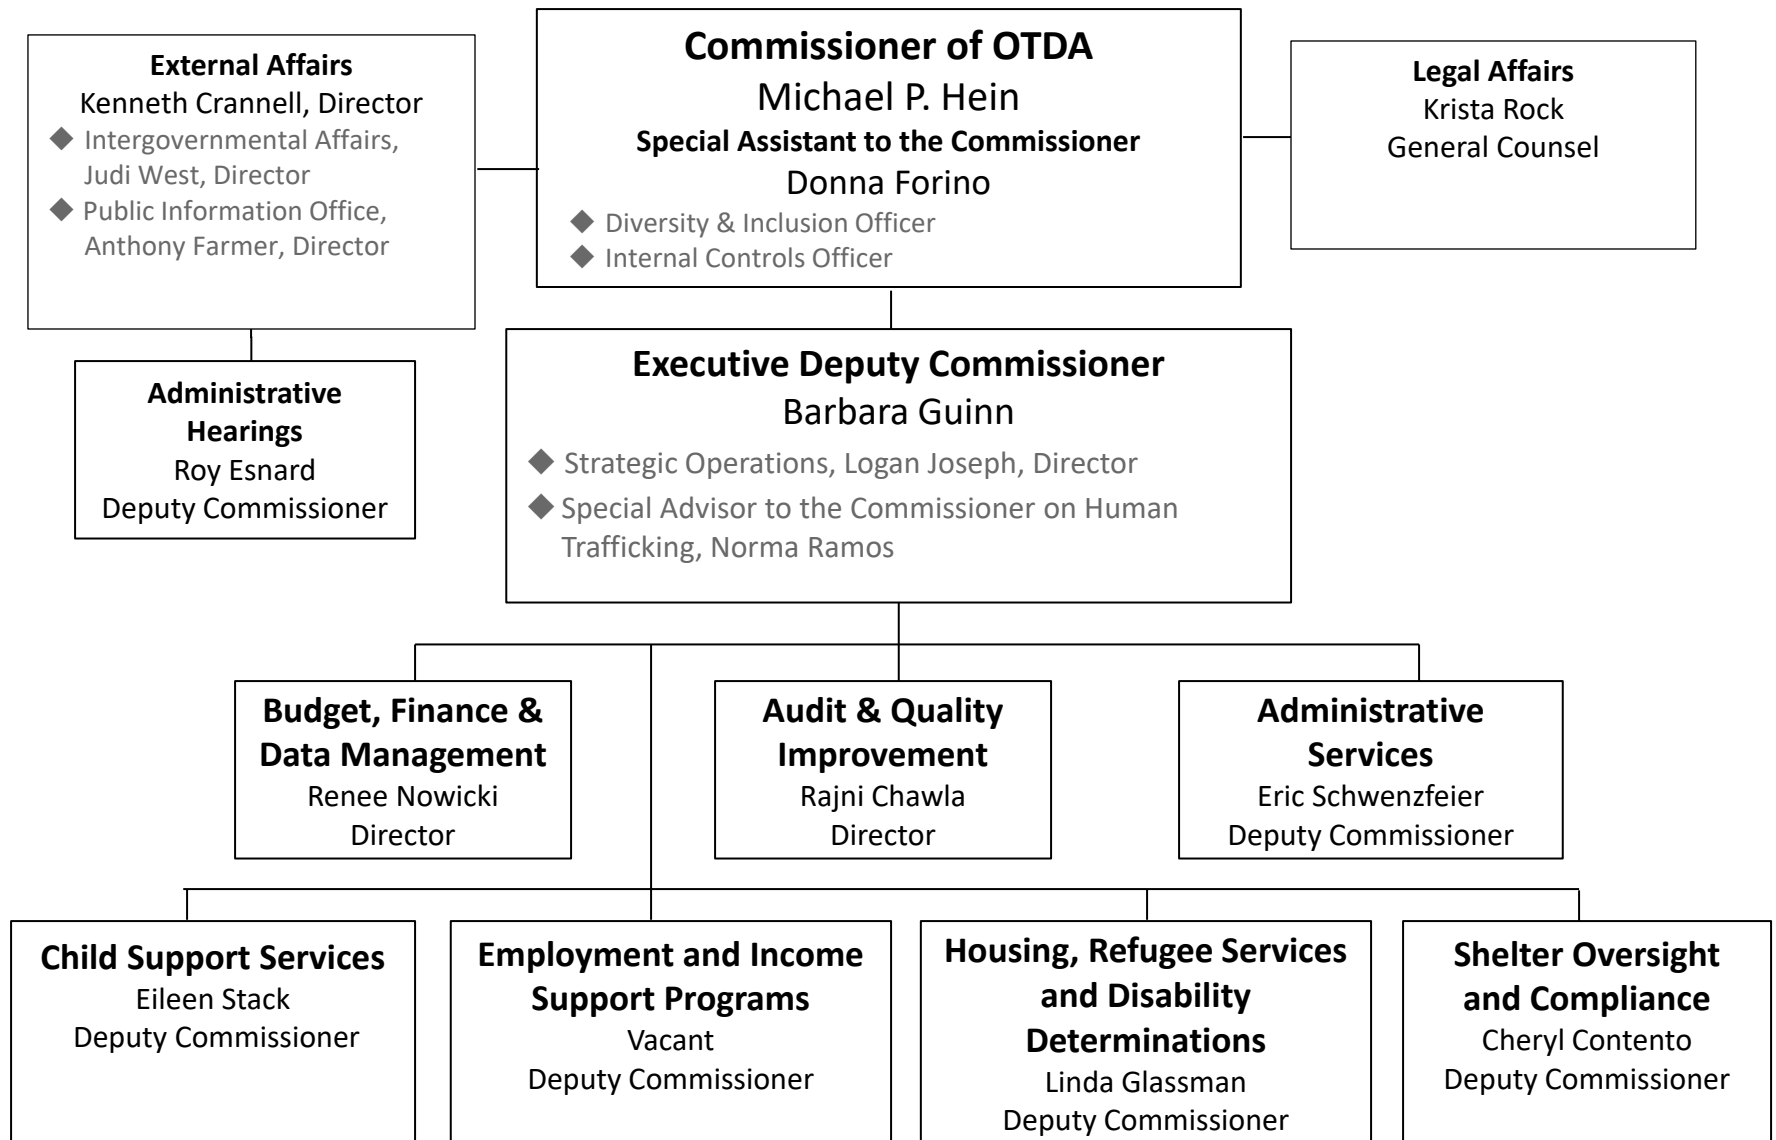 External Affairs
Kenneth Crannell, Director
◆ Intergovernmental Affairs,
Judi West, Director
◆ Public Information Office,
Anthony Farmer, Director
Commissioner of OTDA
Michael P. Hein
Special Assistant to the Commissioner
Donna Forino
◆ Diversity & Inclusion Officer
◆ Internal Controls Officer
Legal Affairs
Krista Rock
General Counsel
Administrative
Hearings
Roy Esnard
Deputy Commissioner
Executive Deputy Commissioner
Barbara Guinn
◆ Strategic Operations, Logan Joseph, Director
◆ Special Advisor to the Commissioner on Human
Trafficking, Norma Ramos
Budget, Finance &
Data Management
Renee Nowicki
Director
Audit & Quality
Improvement
Rajni Chawla
Director
Administrative
Services
Eric Schwenzfeier
Deputy Commissioner
Child Support Services
Eileen Stack
Deputy Commissioner
Employment and Income
Support Programs
Vacant
Deputy Commissioner
Housing, Refugee Services
and Disability
Determinations
Linda Glassman
Deputy Commissioner
Shelter Oversight
and Compliance
Cheryl Contento
Deputy Commissioner